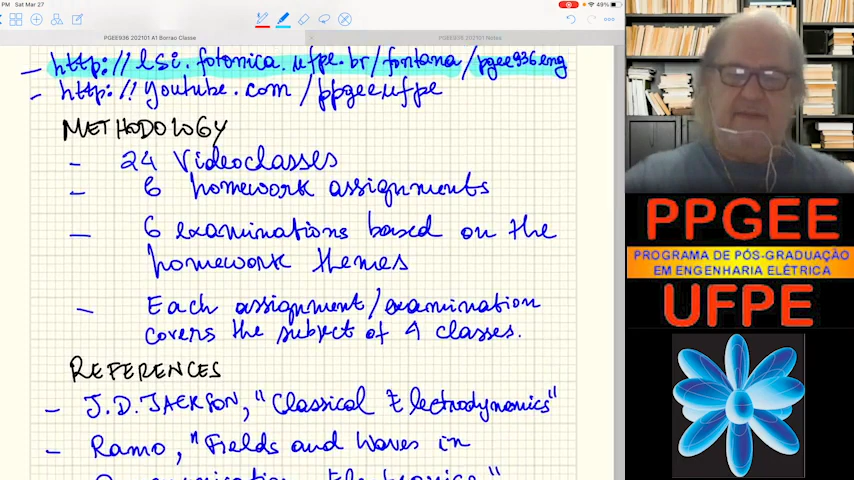 PM Sat Mar 27
49%
PGEE936 202101 A1 Borrao Classe
PGEE936 202101 Notes
- http://lsi.fotonica.ufpe.br/fontana/pgee936eng
- http://youtube.com/ppgeeufpe
METHODOLOGY
- 24 Videoclasses
- 6 homework assignments
- 6 examinations based on the
homework themes
- Each assignment/examination
covers the subject of 4 classes.
REFERENCES
- J.D. JACKSON, "Classical Electrodynamics"
- Ramo, "Fields and Waves in
PPGEE
PROGRAMA DE PÓS-GRADUAÇÃO
EM ENGENHARIA ELÉTRICA
UFPE